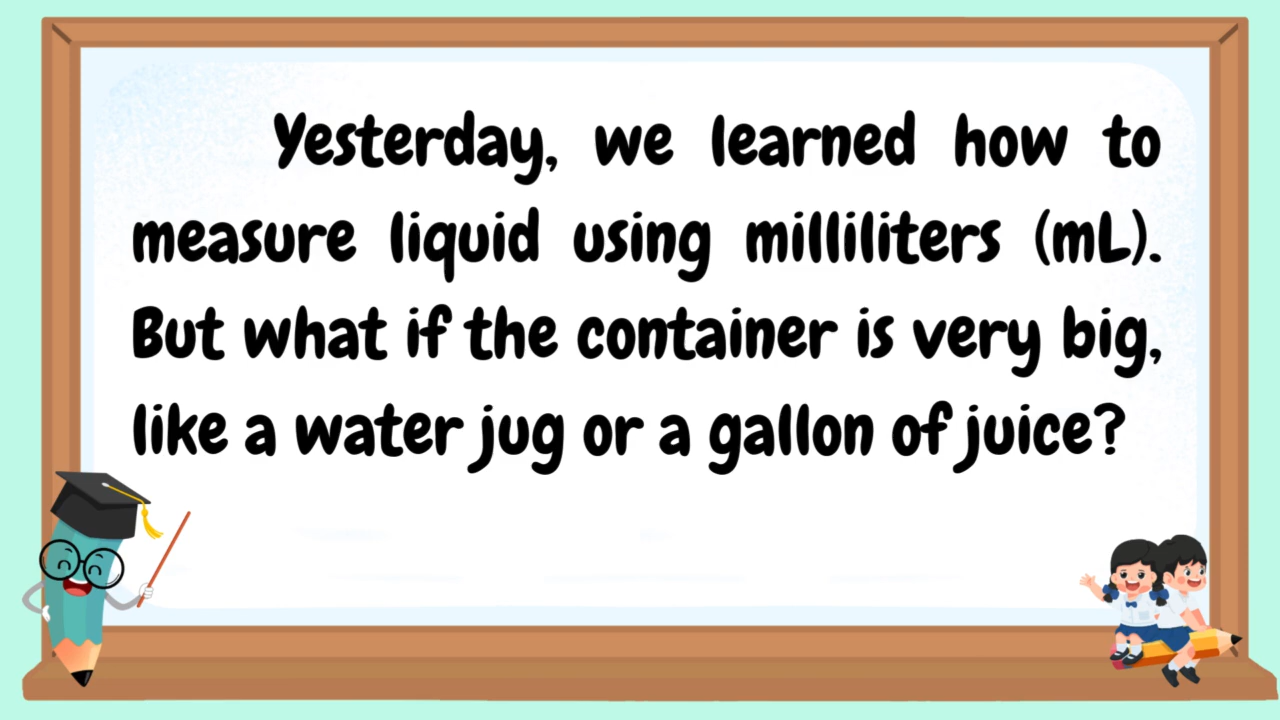 Yesterday, we learned how to
measure liquid using milliliters (mL).
But what if the container is very big,
like a water jug or a gallon of juice?